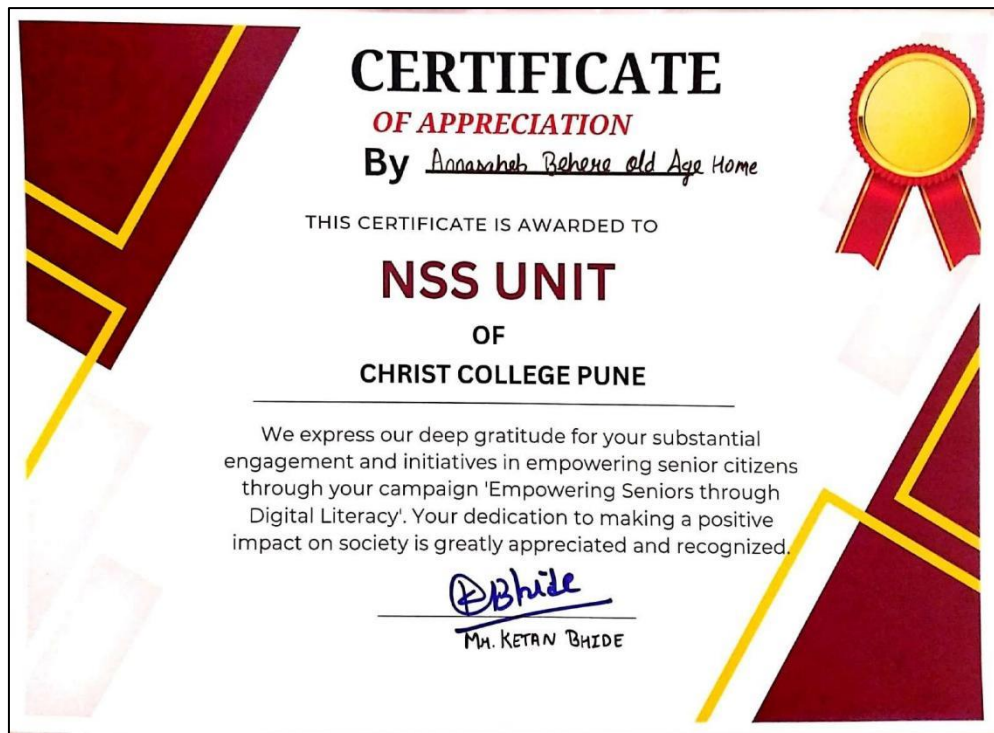 CERTIFICATE
OF APPRECIATION
By Annasaheb Behere old Age Home
THIS CERTIFICATE IS AWARDED TO
NSS UNIT
OF
CHRIST COLLEGE PUNE
We express our deep gratitude for your substantial
engagement and initiatives in empowering senior citizens
through your campaign 'Empowering Seniors through
Digital Literacy'. Your dedication to making a positive
impact on society is greatly appreciated and recognized.
KBhide
Mr. KETAN BHIDE